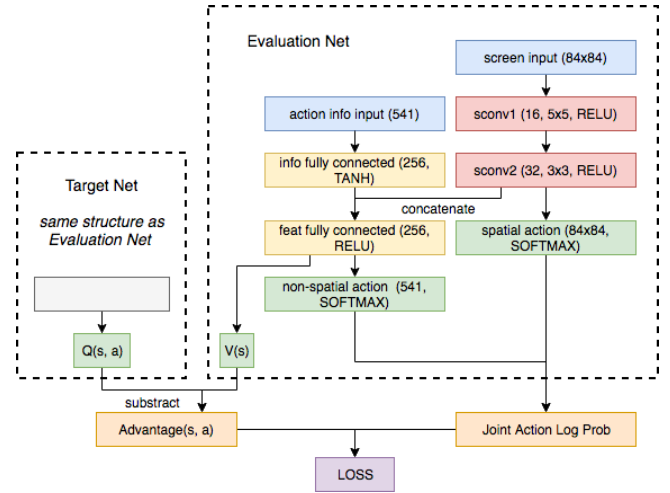 Evaluation Net
screen input (84x84)
action info input (541)
sconv1 (16, 5x5, RELU)
info fully connected (256,
TANH)
sconv2 (32, 3x3, RELU)
concatenate
Target Net
same structure as
Evaluation Net
feat fully connected (256,
RELU)
spatial action (84x84,
SOFTMAX)
non-spatial action (541,
SOFTMAX)
Q(s, a)
V(s)
substract
Advantage(s, a)
Joint Action Log Prob
LOSS